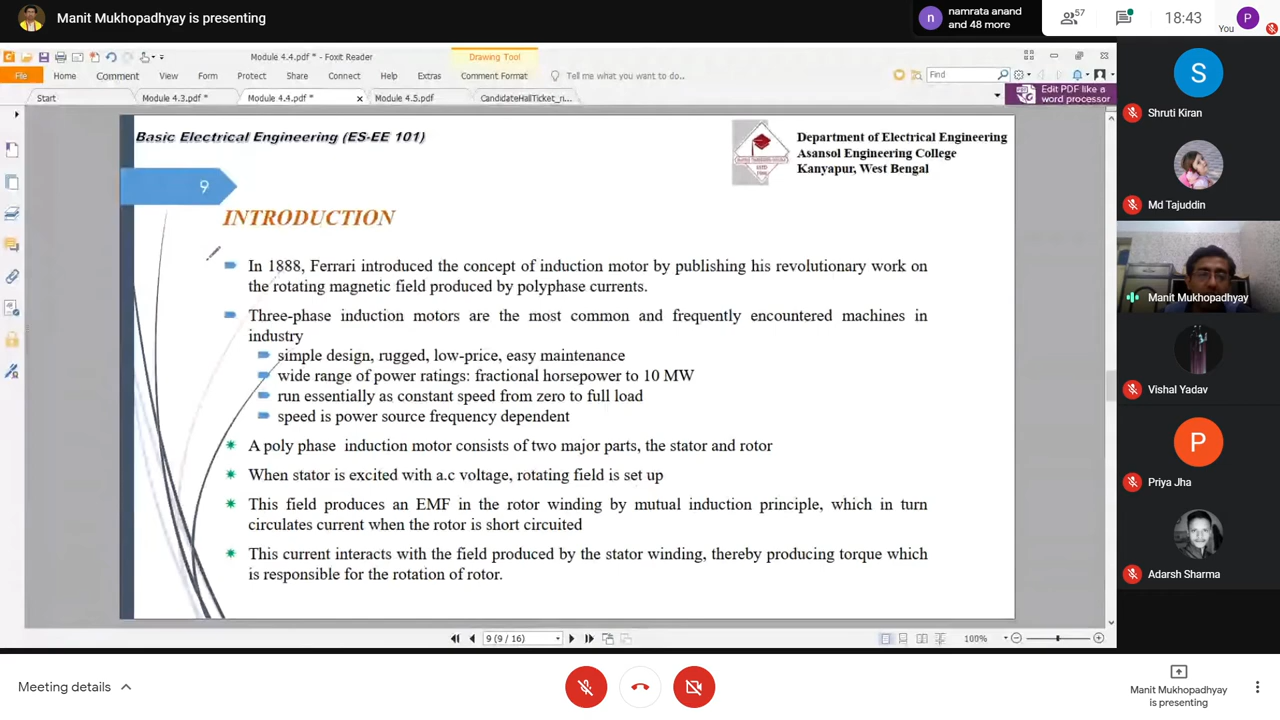 Manit Mukhopadhyay is presenting
n
namrata anand
and 48 more
57
18:43
You
P
Module 4.4.pdf * - Foxit Reader
Drawing Tool
File
Home
Comment
View
Form
Protect
Share
Connect
Help
Extras
Comment Format
Tell me what you want to do...
Find
Start
Module 4.3.pdf *
Module 4.4.pdf *
Module 4.5.pdf
CandidateHallTicket_n...
Edit PDF like a
word processor
Basic Electrical Engineering (ES-EE 101)
Department of Electrical Engineering
Asansol Engineering College
Kanyapur, West Bengal
9
INTRODUCTION
In 1888, Ferrari introduced the concept of induction motor by publishing his revolutionary work on
the rotating magnetic field produced by polyphase currents.
Three-phase induction motors are the most common and frequently encountered machines in
industry
simple design, rugged, low-price, easy maintenance
wide range of power ratings: fractional horsepower to 10 MW
run essentially as constant speed from zero to full load
speed is power source frequency dependent
A poly phase induction motor consists of two major parts, the stator and rotor
When stator is excited with a.c voltage, rotating field is set up
This field produces an EMF in the rotor winding by mutual induction principle, which in turn
circulates current when the rotor is short circuited
This current interacts with the field produced by the stator winding, thereby producing torque which
is responsible for the rotation of rotor.
9 (9 / 16)
100%
S
Shruti Kiran
Md Tajuddin
Manit Mukhopadhyay
Vishal Yadav
P
Priya Jha
Adarsh Sharma
Meeting details
Manit Mukhopadhyay
is presenting